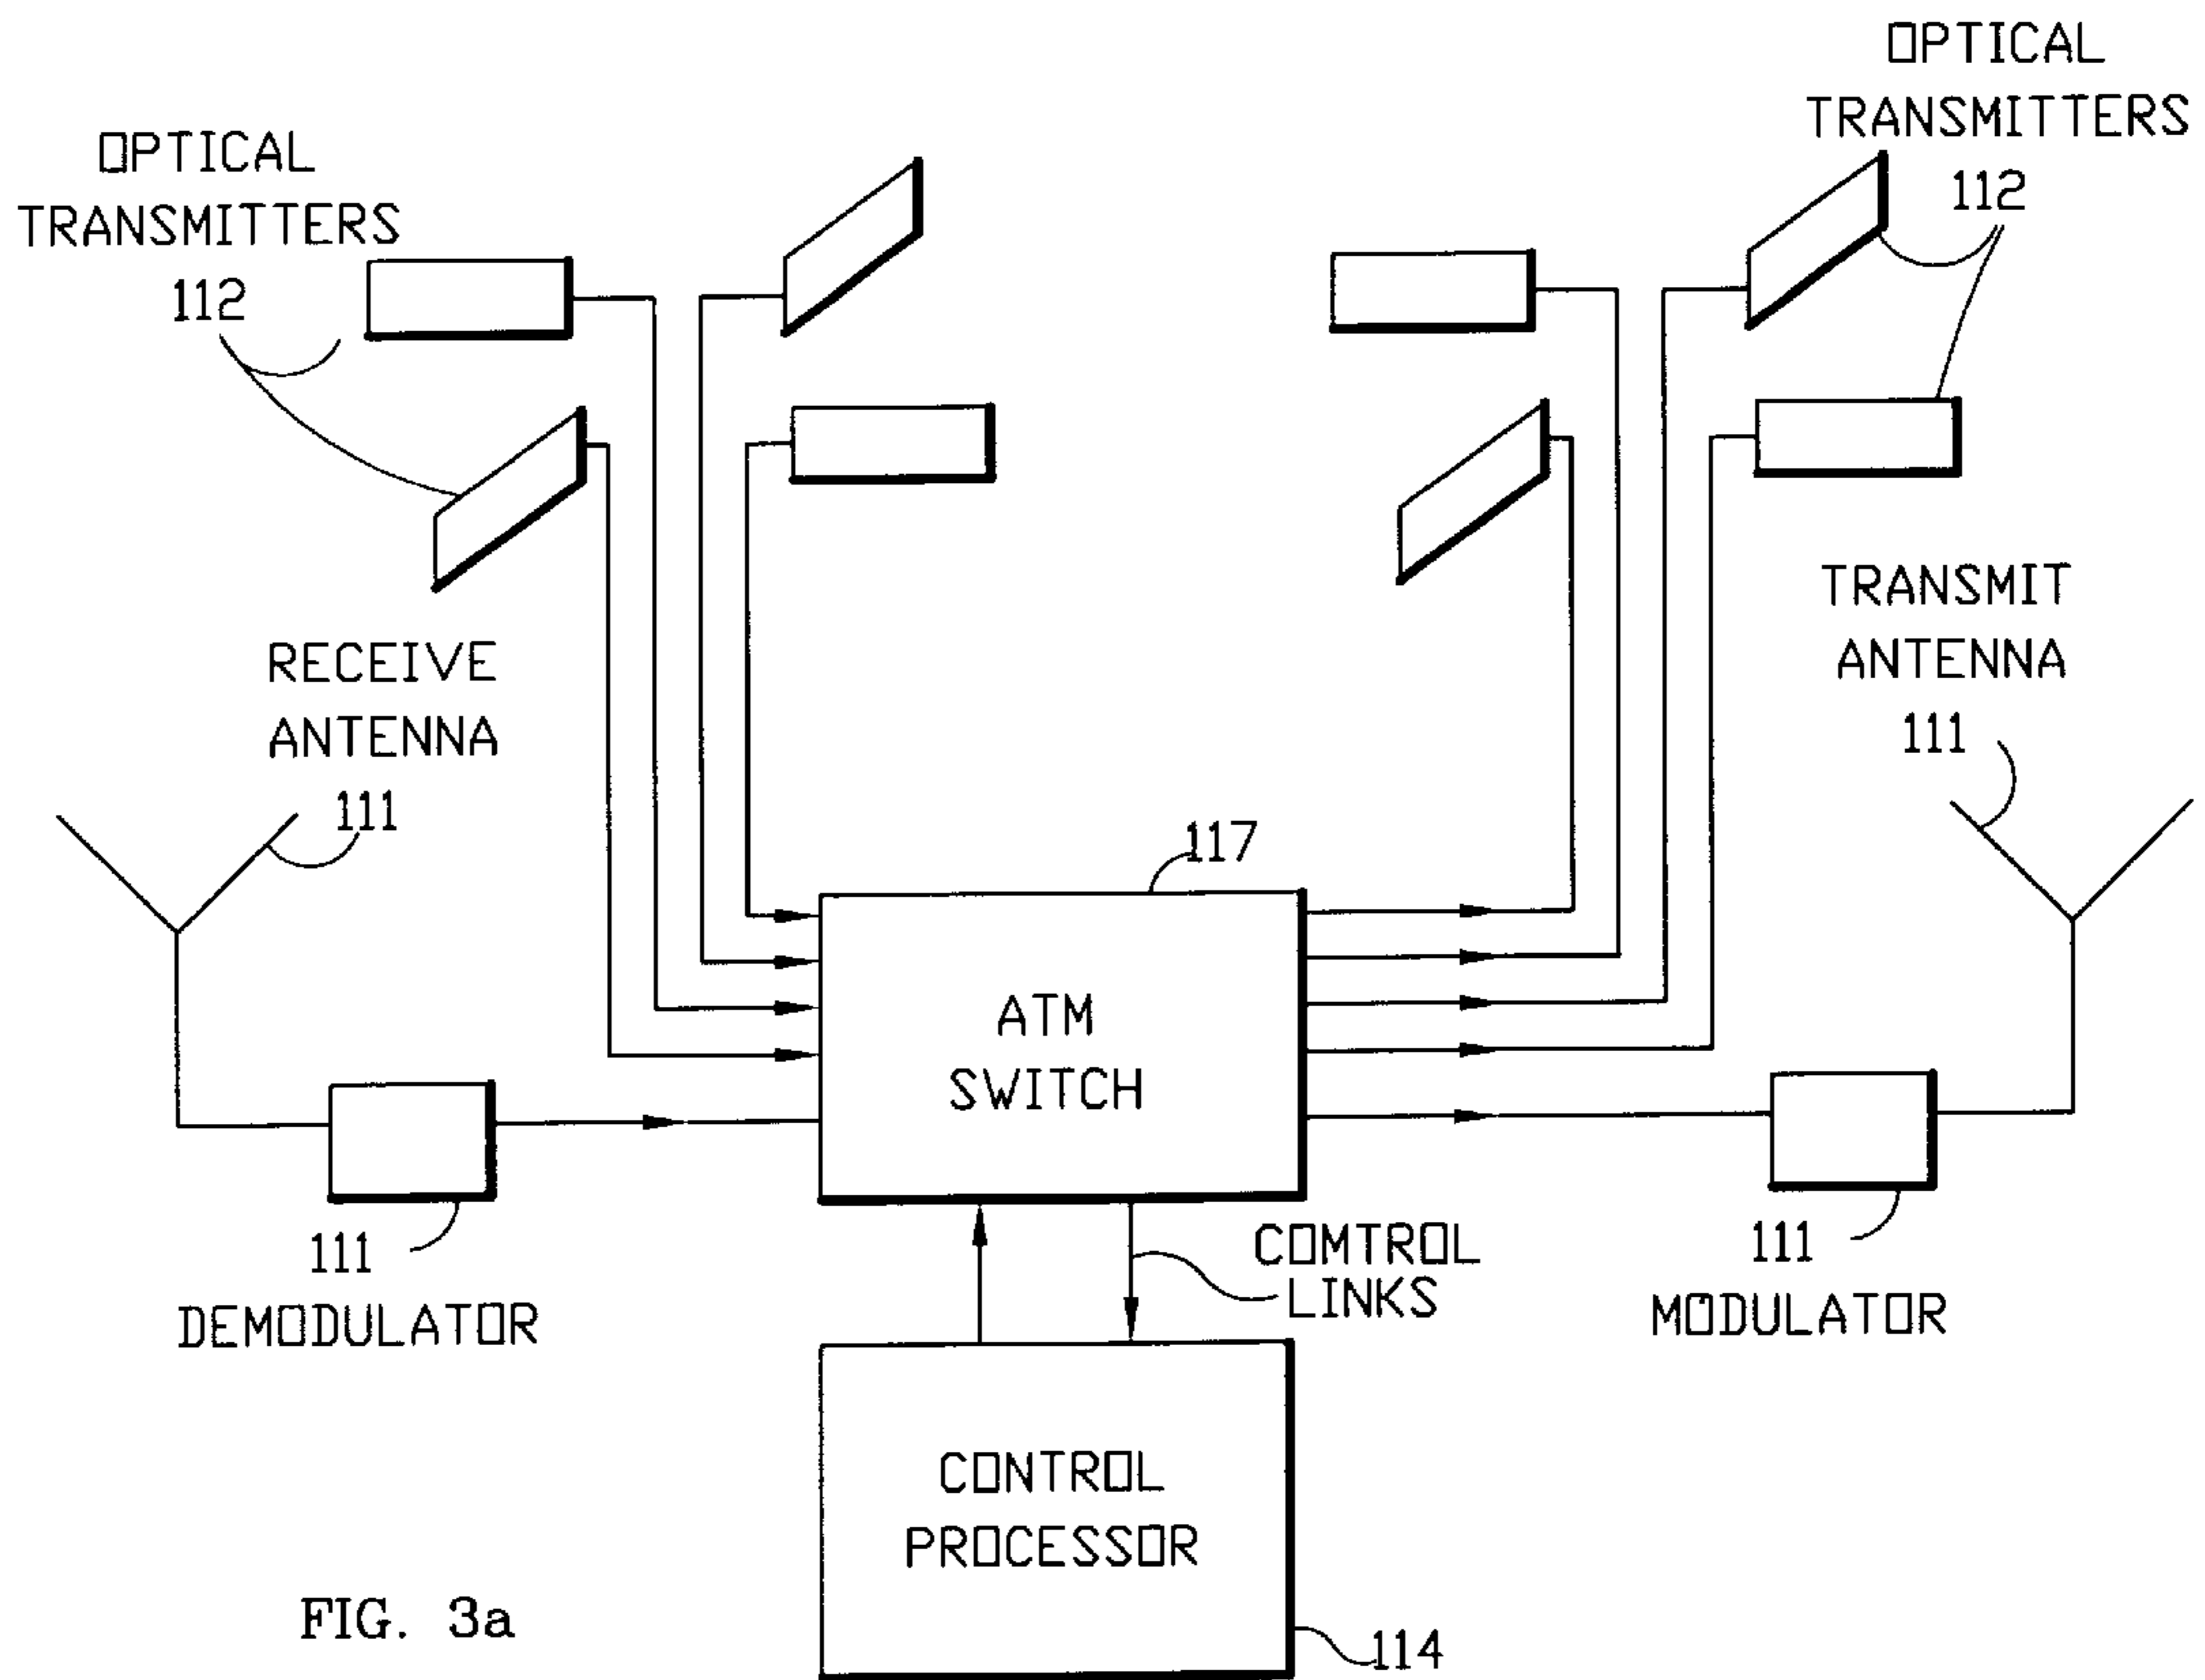 OPTICAL
TRANSMITTERS
112
OPTICAL
TRANSMITTERS
112
RECEIVE
ANTENNA
111
TRANSMIT
ANTENNA
111
117
ATM
SWITCH
111
DEMODULATOR
COMTROL
LINKS
111
MODULATOR
CONTROL
PROCESSOR
114
FIG. 3a